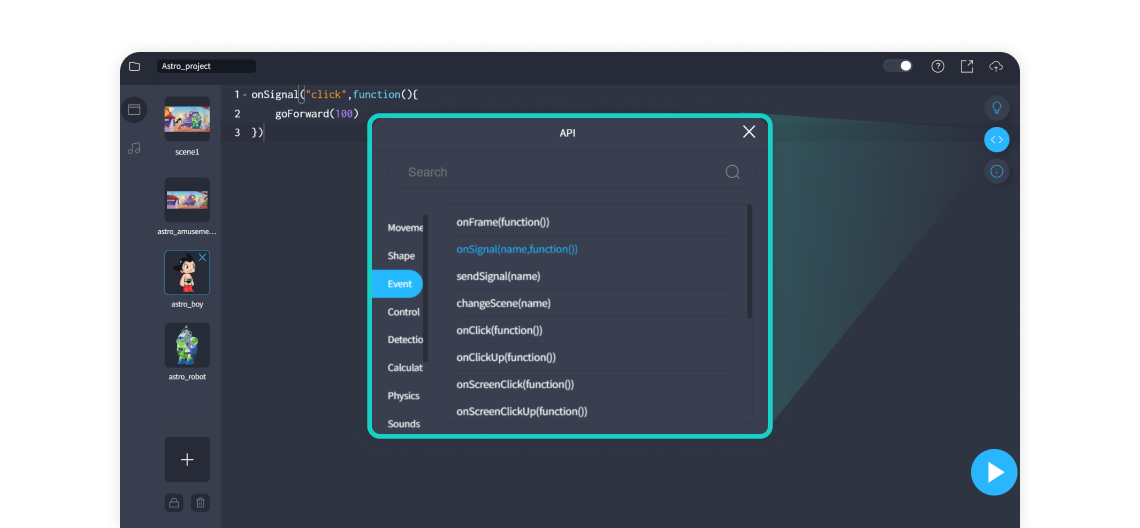 Astro_project
scene1
astro_amuseme...
astro_boy
astro_robot
1 onSignal("click",function(){
2 goForward(100)
3 })
API
Search
Moveme
Shape
Event
Control
Detectio
Calculat
Physics
Sounds
onFrame(function())
onSignal(name,function())
sendSignal(name)
changeScene(name)
onClick(function())
onClickUp(function())
onScreenClick(function())
onScreenClickUp(function())